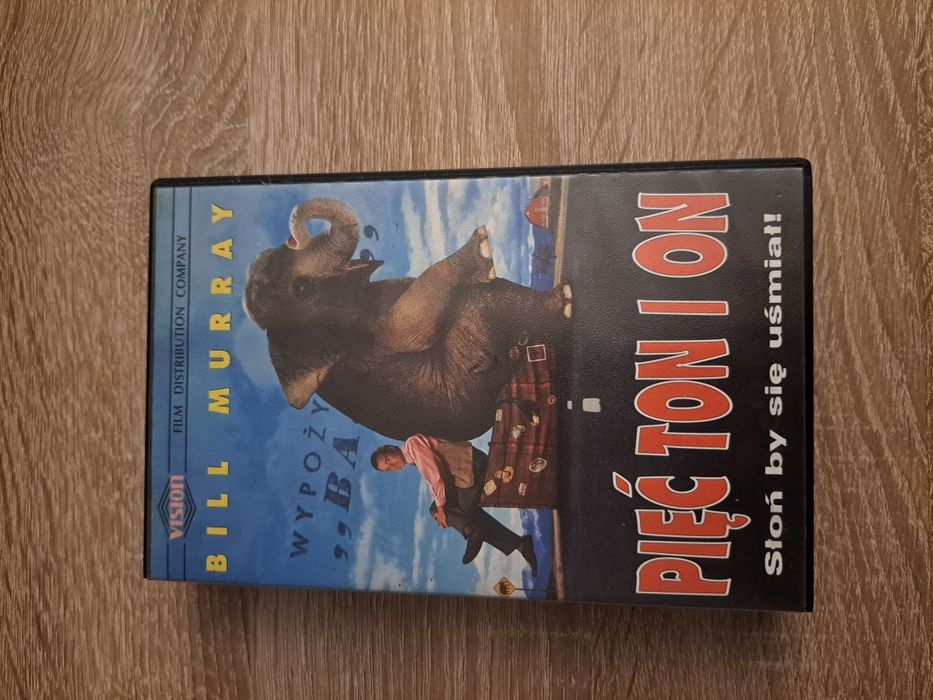 VISION
FILM DISTRIBUTION COMPANY
BILL MURRAY
WYPOŻY
"BA
"
PIĘĆ TON I ON
Słoń by się uśmiał!